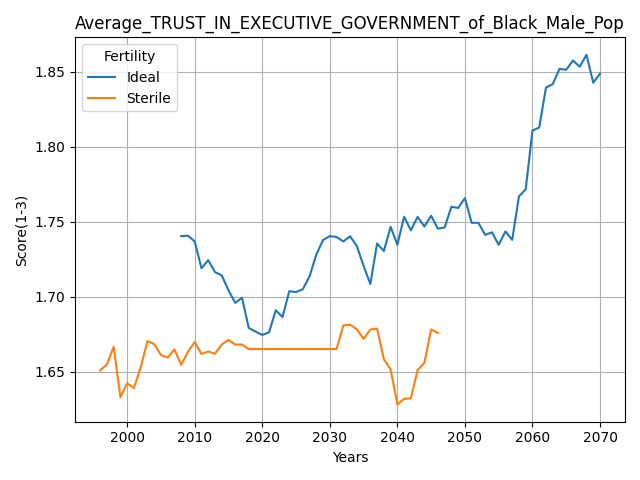 Average_TRUST_IN_EXECUTIVE_GOVERNMENT_of_Black_Male_Pop
Fertility
Ideal
Sterile
Score(1-3)
1.85
1.80
1.75
1.70
1.65
2000 2010 2020 2030 2040 2050 2060 2070
Years